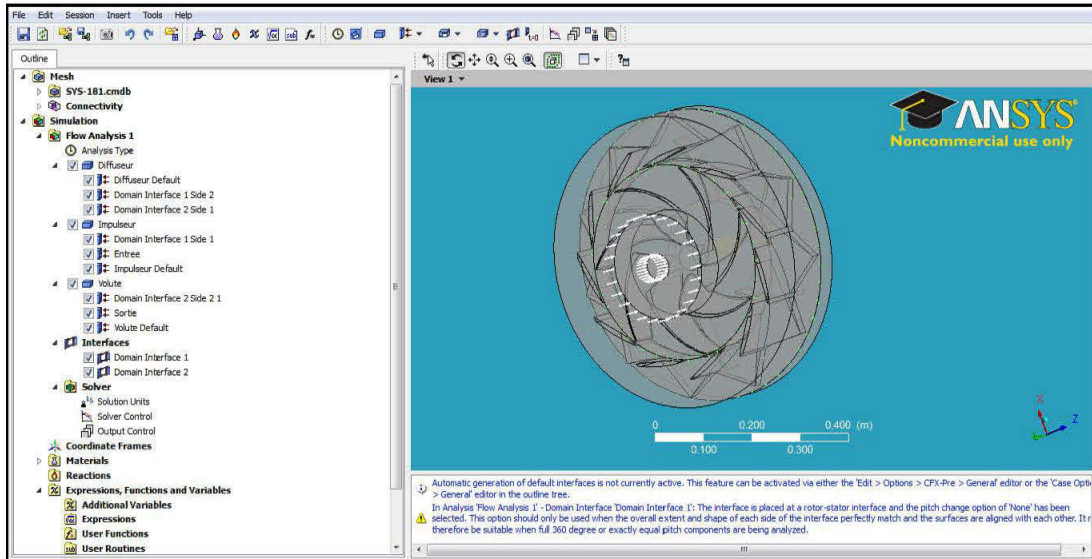 File Edit Session Insert Tools Help
Outline
Mesh
SYS-181.cmdb
Connectivity
Simulation
Flow Analysis 1
Analysis Type
Diffuseur
Diffuseur Default
Domain Interface 1 Side 2
Domain Interface 2 Side 1
Impulseur
Domain Interface 1 Side 1
Entree
Impulseur Default
Volute
Domain Interface 2 Side 2 1
Sortie
Volute Default
Interfaces
Domain Interface 1
Domain Interface 2
Solver
Solution Units
Solver Control
Output Control
Coordinate Frames
Materials
Reactions
Expressions, Functions and Variables
Additional Variables
Expressions
User Functions
User Routines
View 1
ANSYS
Noncommercial use only
0 0.200 0.400 (m)
0.100 0.300
X
Z
Automatic generation of default interfaces is not currently active. This feature can be activated via either the 'Edit > Options > CFX-Pre > General' editor or the 'Case Optio
> General' editor in the outline tree.
In Analysis 'Flow Analysis 1' - Domain Interface 'Domain Interface 1': The interface is placed at a rotor-stator interface and the pitch change option of 'None' has been
selected. This option should only be used when the overall extent and shape of each side of the interface perfectly match and the surfaces are aligned with each other. It
therefore be suitable when full 360 degree or exactly equal pitch components are being analyzed.